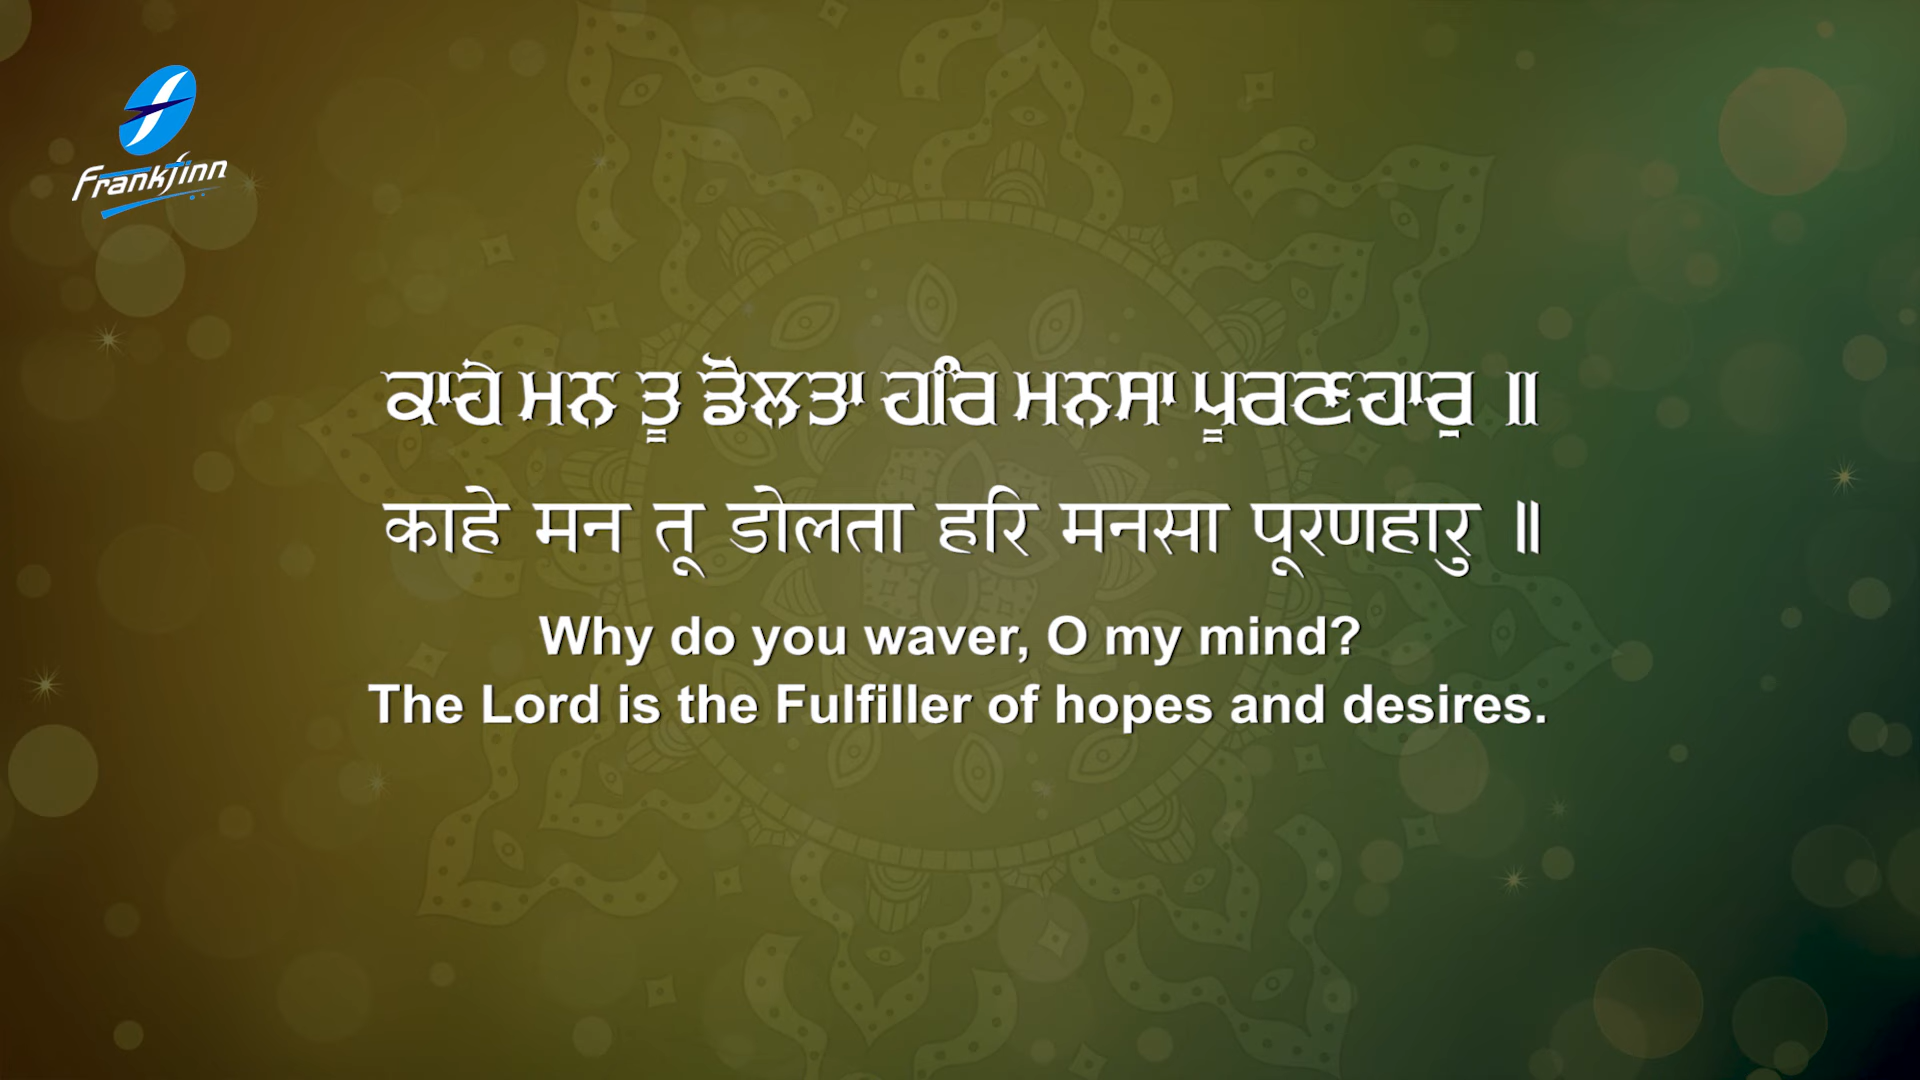 Frankfinn
ਕਾਹੇ ਮਨ ਤੂ ਡੋਲਤਾ ਹਰਿ ਮਨਸਾ ਪੂਰਣਹਾਰੁ ॥
काहे मन तू डोलता हरि मनसा पूरणहारु ॥
Why do you waver, O my mind?
The Lord is the Fulfiller of hopes and desires.